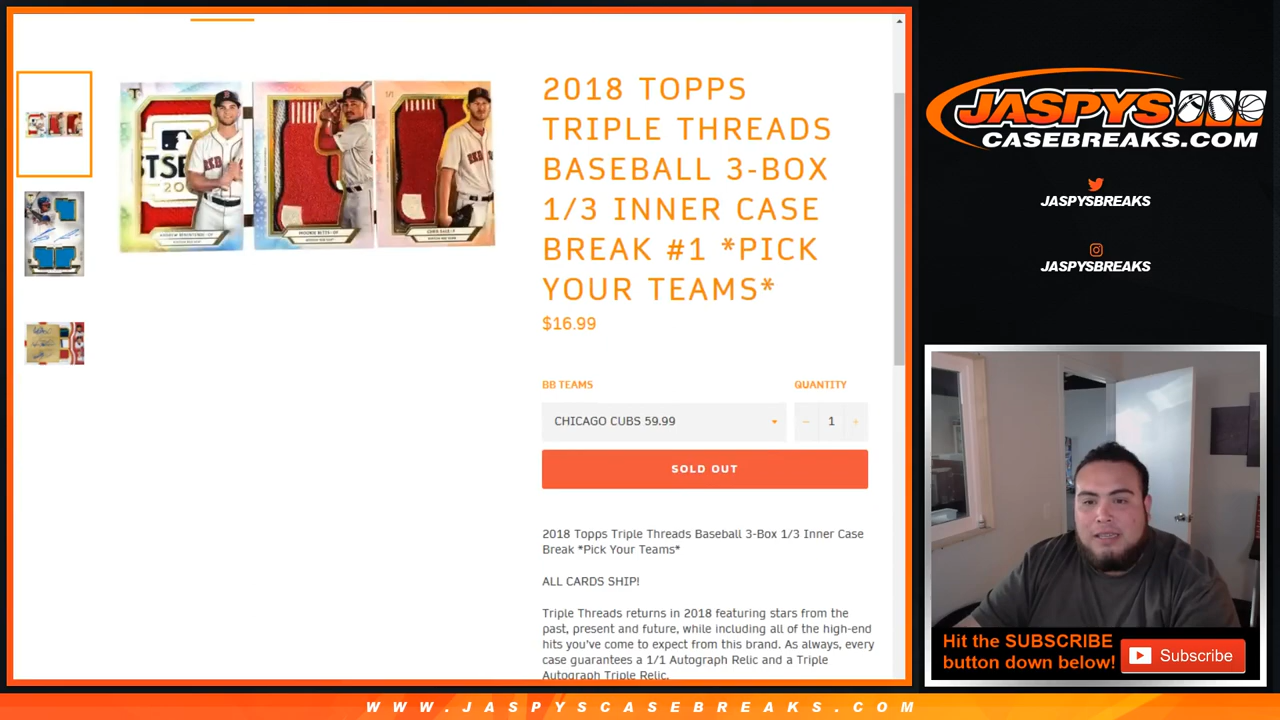 2018 TOPPS
TRIPLE THREADS
BASEBALL 3-BOX
1/3 INNER CASE
BREAK #1 *PICK
YOUR TEAMS*
$16.99
BB TEAMS
QUANTITY
CHICAGO CUBS 59.99
− 1 +
SOLD OUT
2018 Topps Triple Threads Baseball 3-Box 1/3 Inner Case
Break *Pick Your Teams*
ALL CARDS SHIP!
Triple Threads returns in 2018 featuring stars from the
past, present and future, while including all of the high-end
hits you've come to expect from this brand. As always, every
case guarantees a 1/1 Autograph Relic and a Triple
Autograph Triple Relic.
JASPYS
CASEBREAKS.COM
JASPYSBREAKS
JASPYSBREAKS
Hit the SUBSCRIBE
button down below!
Subscribe
WWW.JASPYSCASEBREAKS.COM